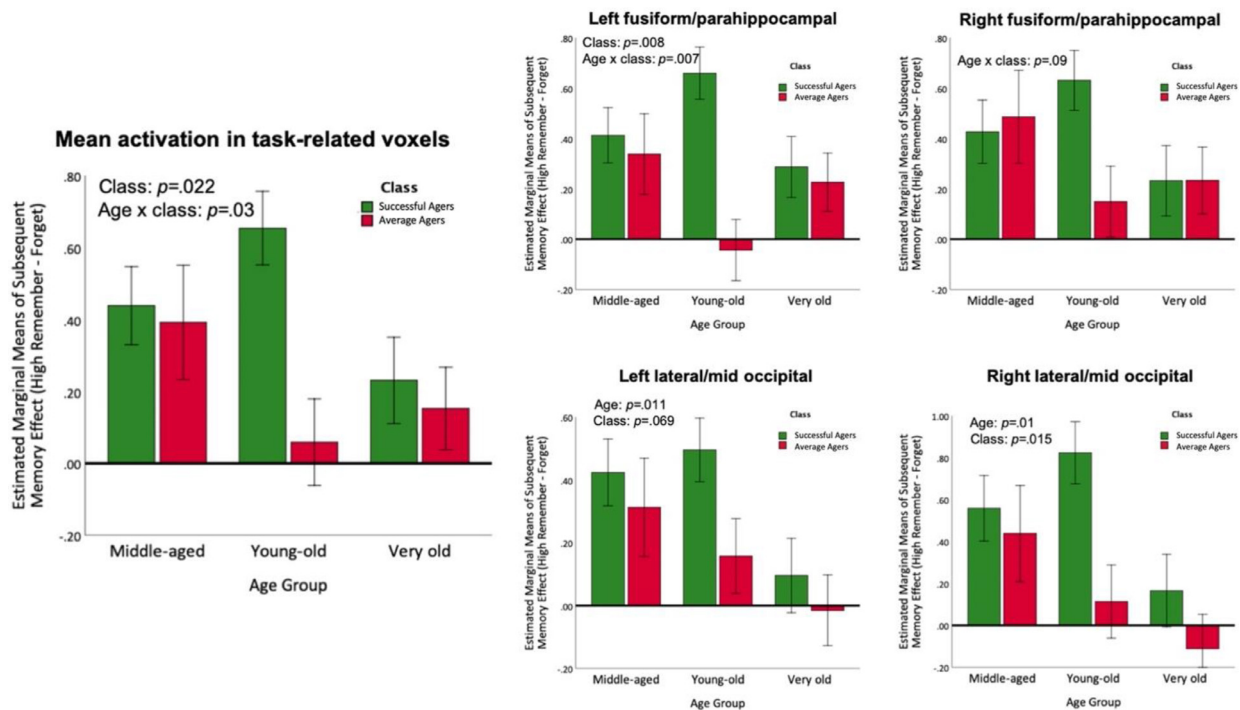 Mean activation in task-related voxels
Class: p=.022
Age x class: p=.03
Class
Successful Agers
Average Agers
Estimated Marginal Means of Subsequent
Memory Effect (High Remember - Forget)
.80
.60
.40
.20
.00
-.20
Middle-aged Young-old Very old
Age Group
Left fusiform/parahippocampal
Class: p=.008
Age x class: p=.007
Class
Successful Agers
Average Agers
Estimated Marginal Means of Subsequent
Memory Effect (High Remember - Forget)
.80
.60
.40
.20
.00
-.20
Middle-aged Young-old Very old
Age Group
Right fusiform/parahippocampal
Age x class: p=.09
Class
Successful Agers
Average Agers
Estimated Marginal Means of Subsequent
Memory Effect (High Remember - Forget)
.80
.60
.40
.20
.00
-.20
Middle-aged Young-old Very old
Age Group
Left lateral/mid occipital
Age: p=.011
Class: p=.069
Class
Successful Agers
Average Agers
Estimated Marginal Means of Subsequent
Memory Effect (High Remember - Forget)
.60
.40
.20
.00
-.20
Middle-aged Young-old Very old
Age Group
Right lateral/mid occipital
Age: p=.01
Class: p=.015
Class
Successful Agers
Average Agers
Estimated Marginal Means of Subsequent
Memory Effect (High Remember - Forget)
1.00
.80
.60
.40
.20
.00
-.20
Middle-aged Young-old Very old
Age Group